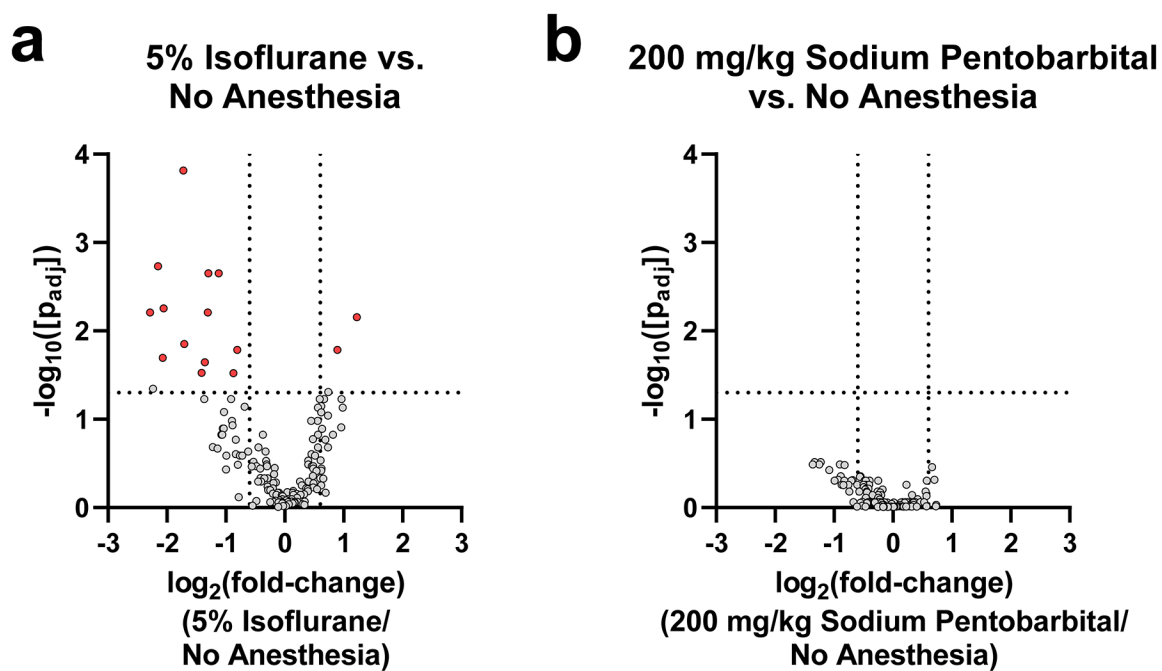 a
5% Isoflurane vs.
No Anesthesia
4
3
2
1
0
-log10([padj])
-3 -2 -1 0 1 2 3
log2(fold-change)
(5% Isoflurane/
No Anesthesia)
b
200 mg/kg Sodium Pentobarbital
vs. No Anesthesia
4
3
2
1
0
-log10([padj])
-3 -2 -1 0 1 2 3
log2(fold-change)
(200 mg/kg Sodium Pentobarbital/
No Anesthesia)